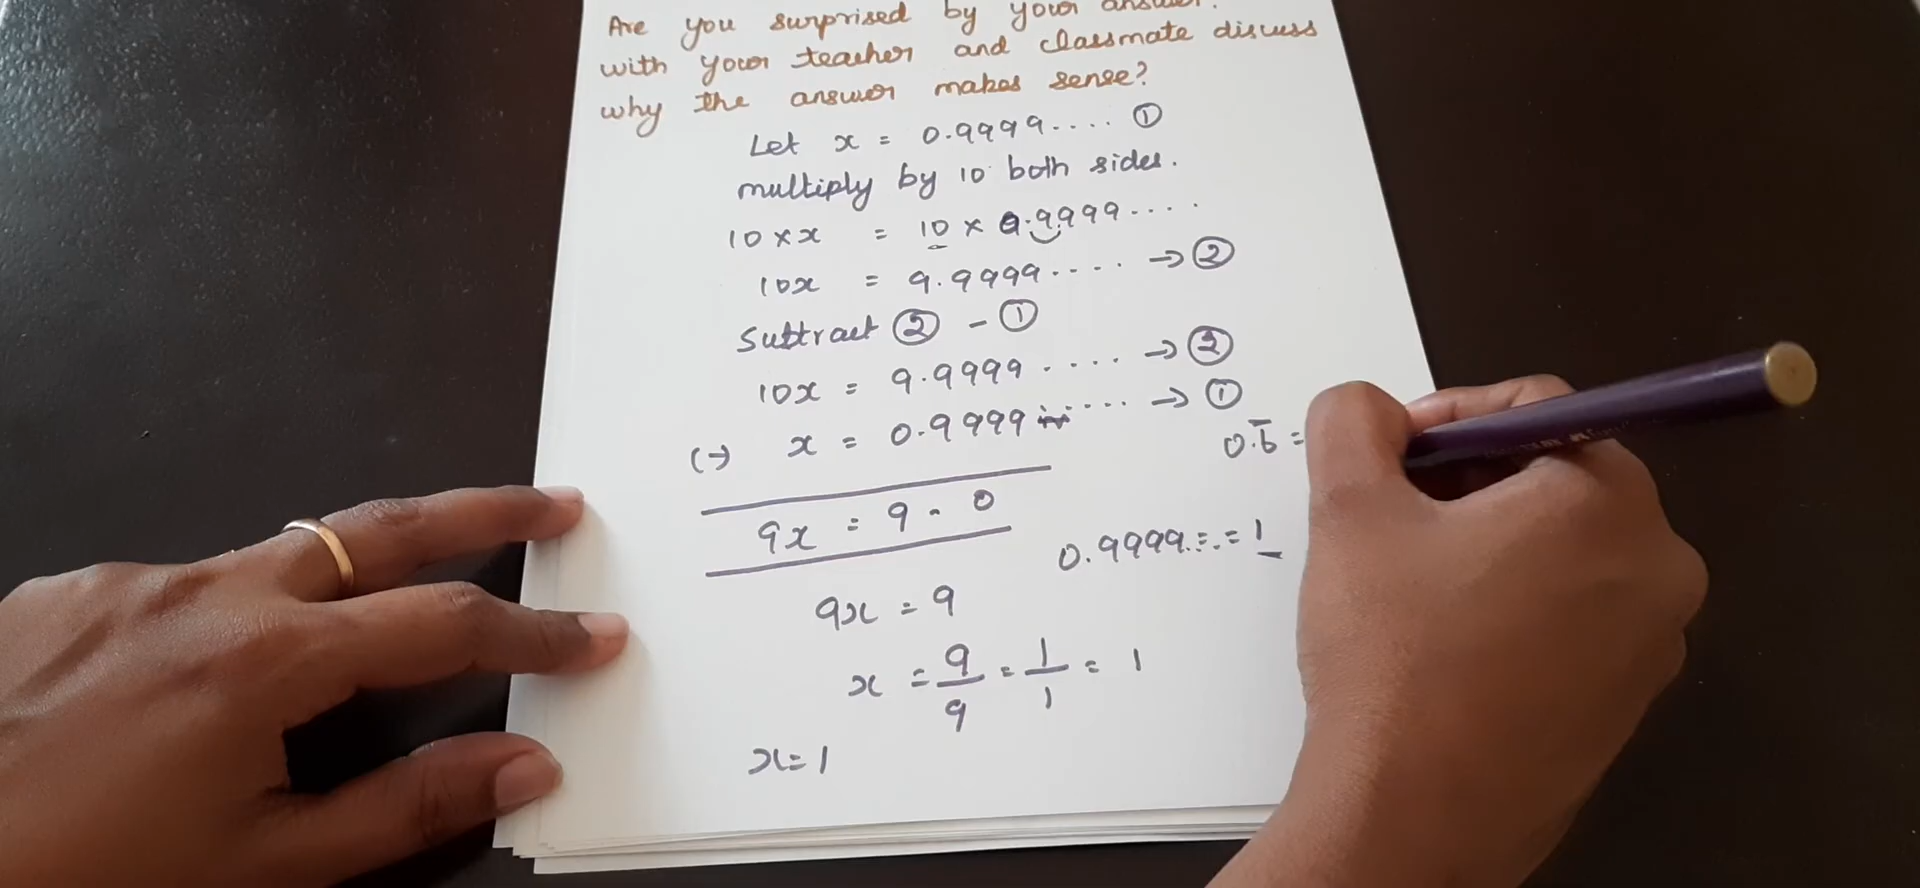 Are you surprised by your answer?
with your teacher and classmate discuss
why the answer makes sense?
Let x = 0.9999.... ①
multiply by 10 both sides.
10 × x = 10 × 0.9999....
10x = 9.9999.... → ②
Subtract ② - ①
10x = 9.9999..... → ②
(-) x = 0.9999..... → ①
0.6̅ =
9x = 9.0
0.9999.... = 1
9x = 9
x = 9/9 = 1/1 = 1
x = 1